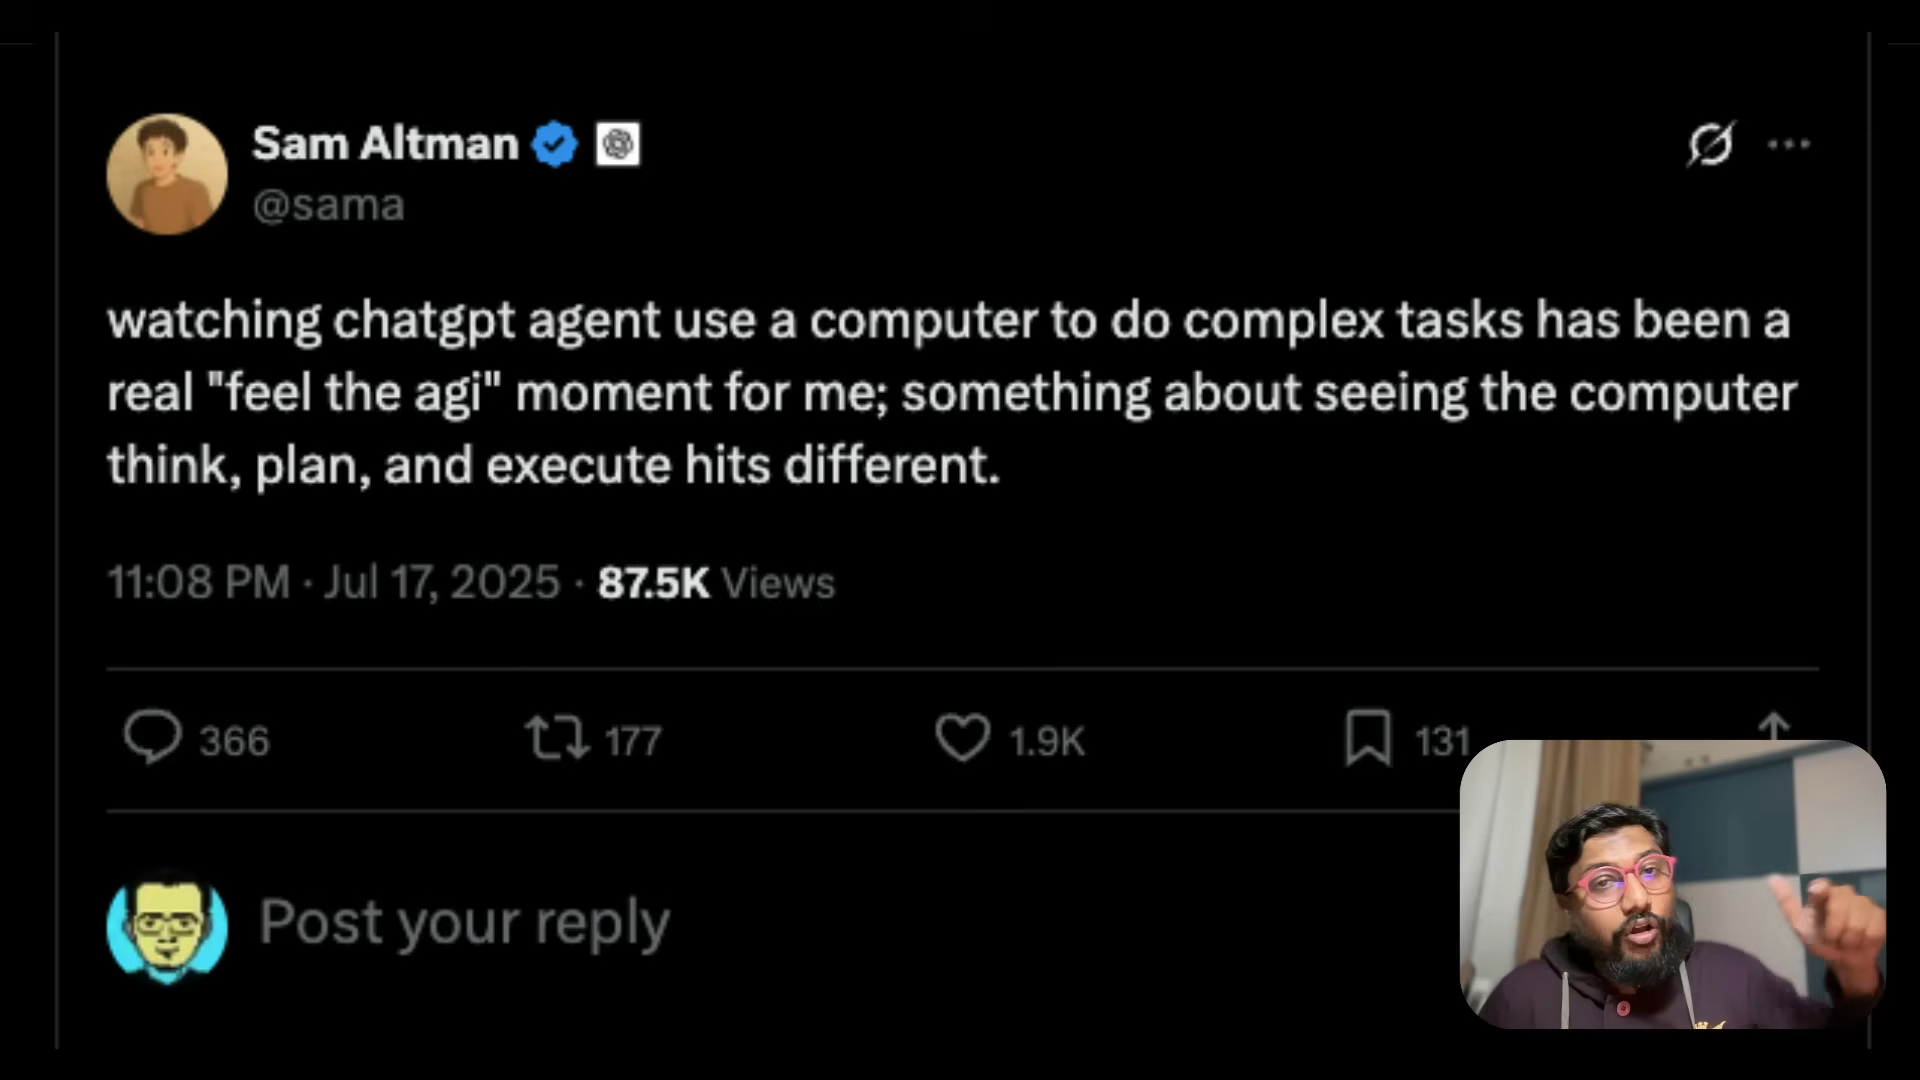 Sam Altman
@sama
watching chatgpt agent use a computer to do complex tasks has been a
real "feel the agi" moment for me; something about seeing the computer
think, plan, and execute hits different.
11:08 PM · Jul 17, 2025 · 87.5K Views
366 177 1.9K 131
Post your reply